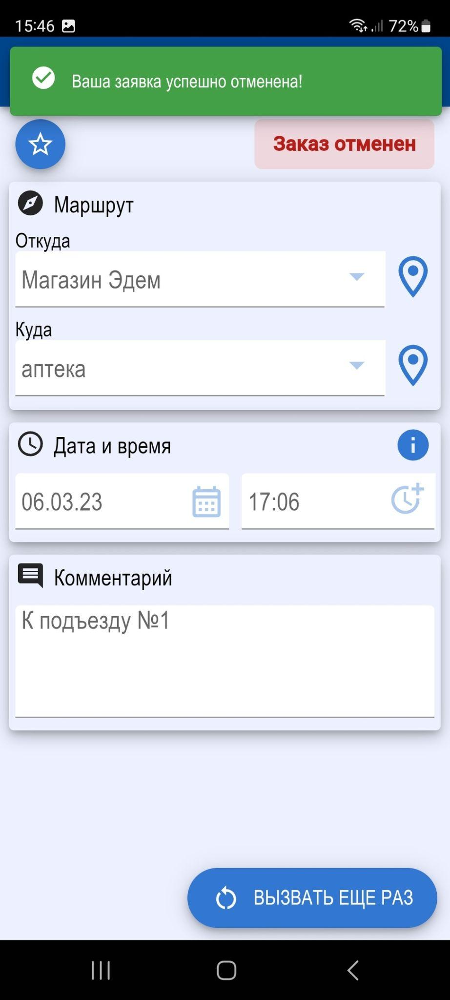 15:46
72%
Ваша заявка успешно отменена!
Заказ отменен
Маршрут
Откуда
Магазин Эдем
Куда
аптека
Дата и время
06.03.23
17:06
Комментарий
К подъезду №1
ВЫЗВАТЬ ЕЩЕ РАЗ